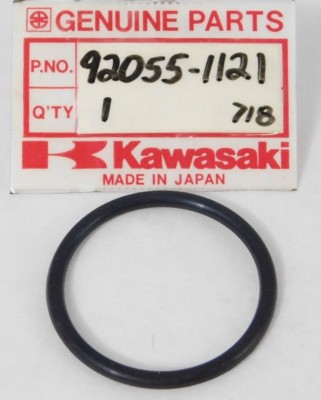 GENUINE PARTS
P.NO. 92055-1121
Q'TY 1 718
Kawasaki
MADE IN JAPAN